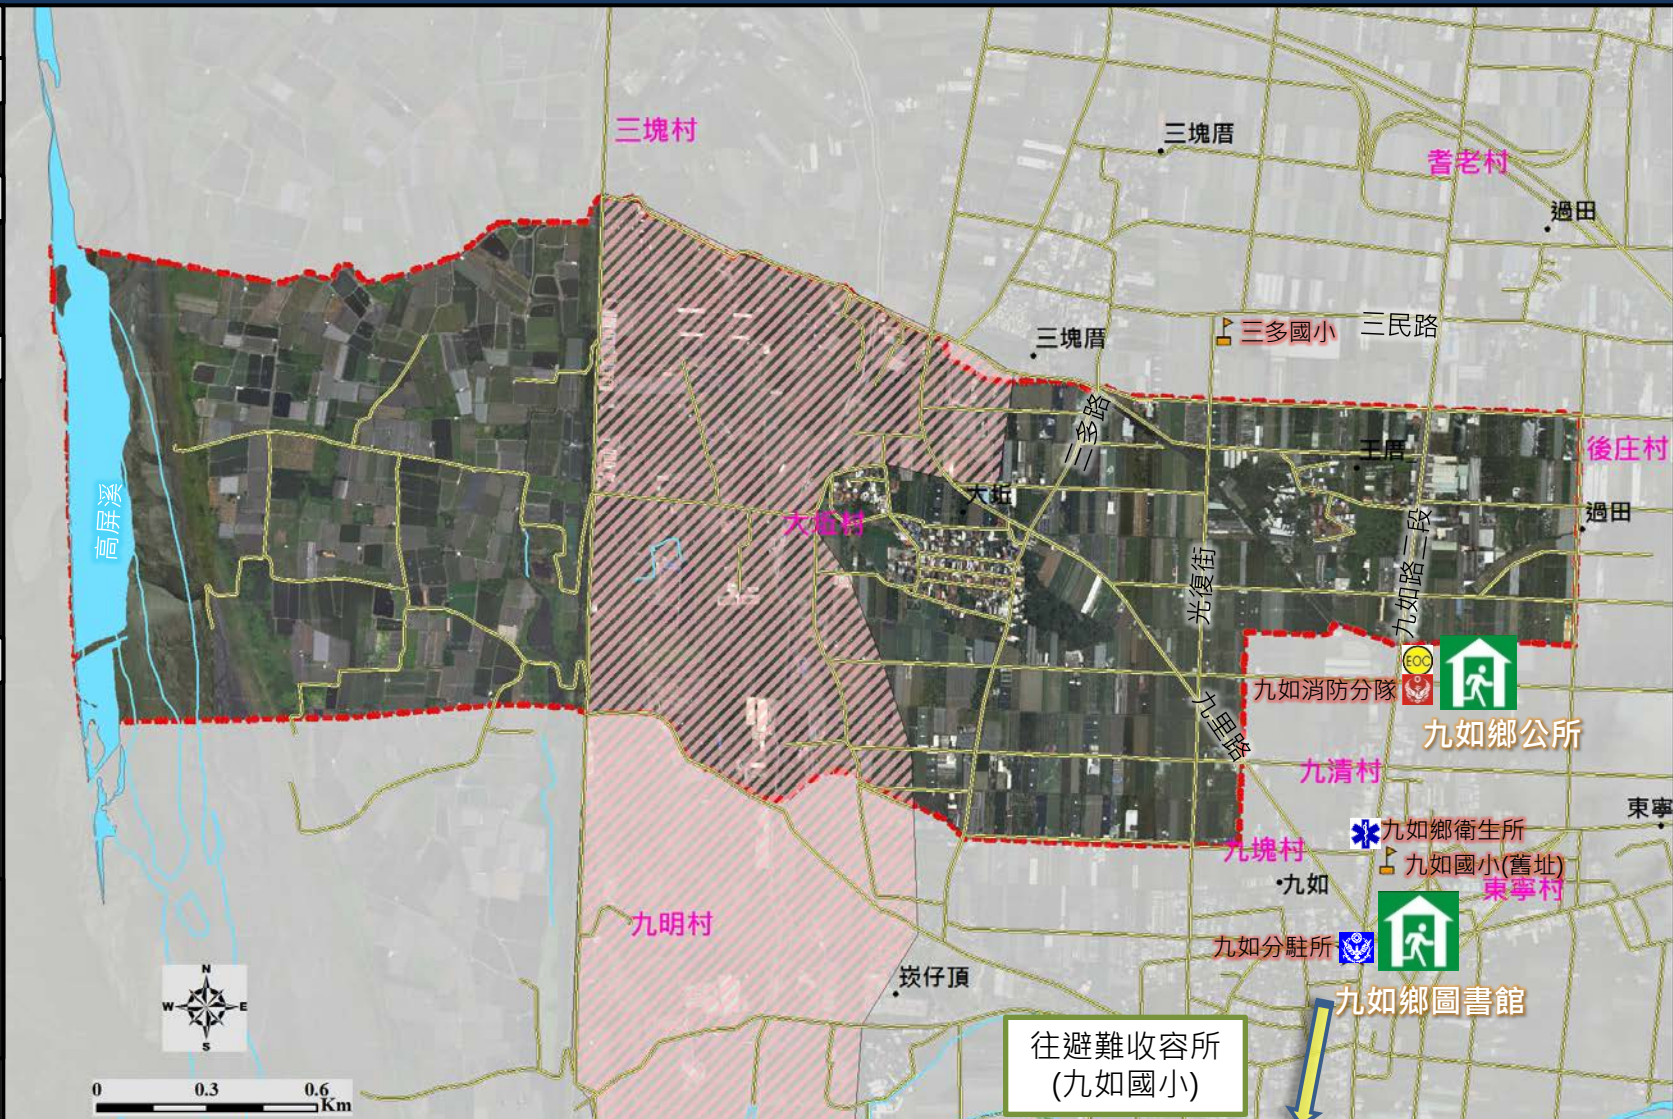 三塊村
三塊厝
耆老村
過田
三多國小
三民路
三塊厝
三多路
王厝
後庄村
高屏溪
大坵
大坵村
過田
光復街
九如路二段
EOC
九如消防分隊
九如鄉公所
九里路
九清村
東寧
九如鄉衛生所
九塊村
九如國小(舊址)
九如
東寧村
九明村
九如分駐所
崁仔頂
九如鄉圖書館
N
W E
S
往避難收容所
(九如國小)
0 0.3 0.6
Km